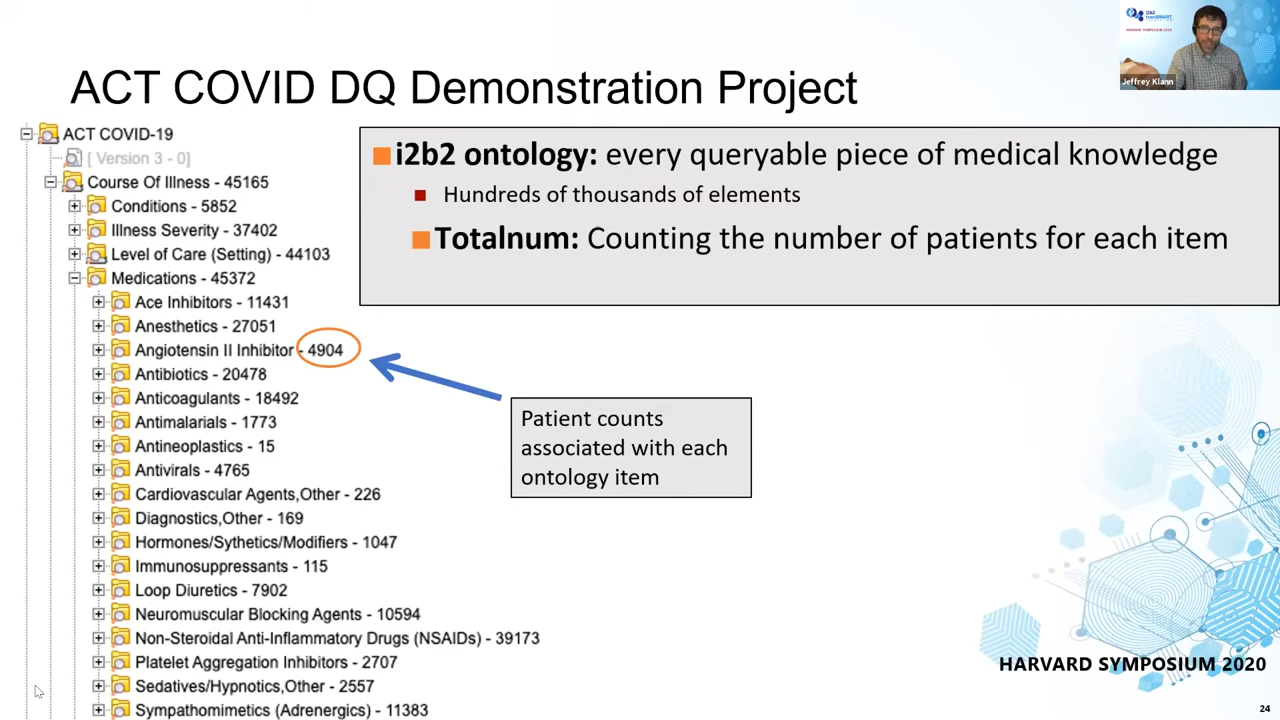 i2b2
tranSMART
HARVARD SYMPOSIUM 2020
Jeffrey Klann
ACT COVID DQ Demonstration Project
ACT COVID-19
[ Version 3 - 0]
Course Of Illness - 45165
Conditions - 5852
Illness Severity - 37402
Level of Care (Setting) - 44103
Medications - 45372
Ace Inhibitors - 11431
Anesthetics - 27051
Angiotensin II Inhibitor - 4904
Antibiotics - 20478
Anticoagulants - 18492
Antimalarials - 1773
Antineoplastics - 15
Antivirals - 4765
Cardiovascular Agents,Other - 226
Diagnostics,Other - 169
Hormones/Sythetics/Modifiers - 1047
Immunosuppressants - 115
Loop Diuretics - 7902
Neuromuscular Blocking Agents - 10594
Non-Steroidal Anti-Inflammatory Drugs (NSAIDs) - 39173
Platelet Aggregation Inhibitors - 2707
Sedatives/Hypnotics,Other - 2557
Sympathomimetics (Adrenergics) - 11383
i2b2 ontology: every queryable piece of medical knowledge
Hundreds of thousands of elements
Totalnum: Counting the number of patients for each item
Patient counts
associated with each
ontology item
HARVARD SYMPOSIUM 2020
24